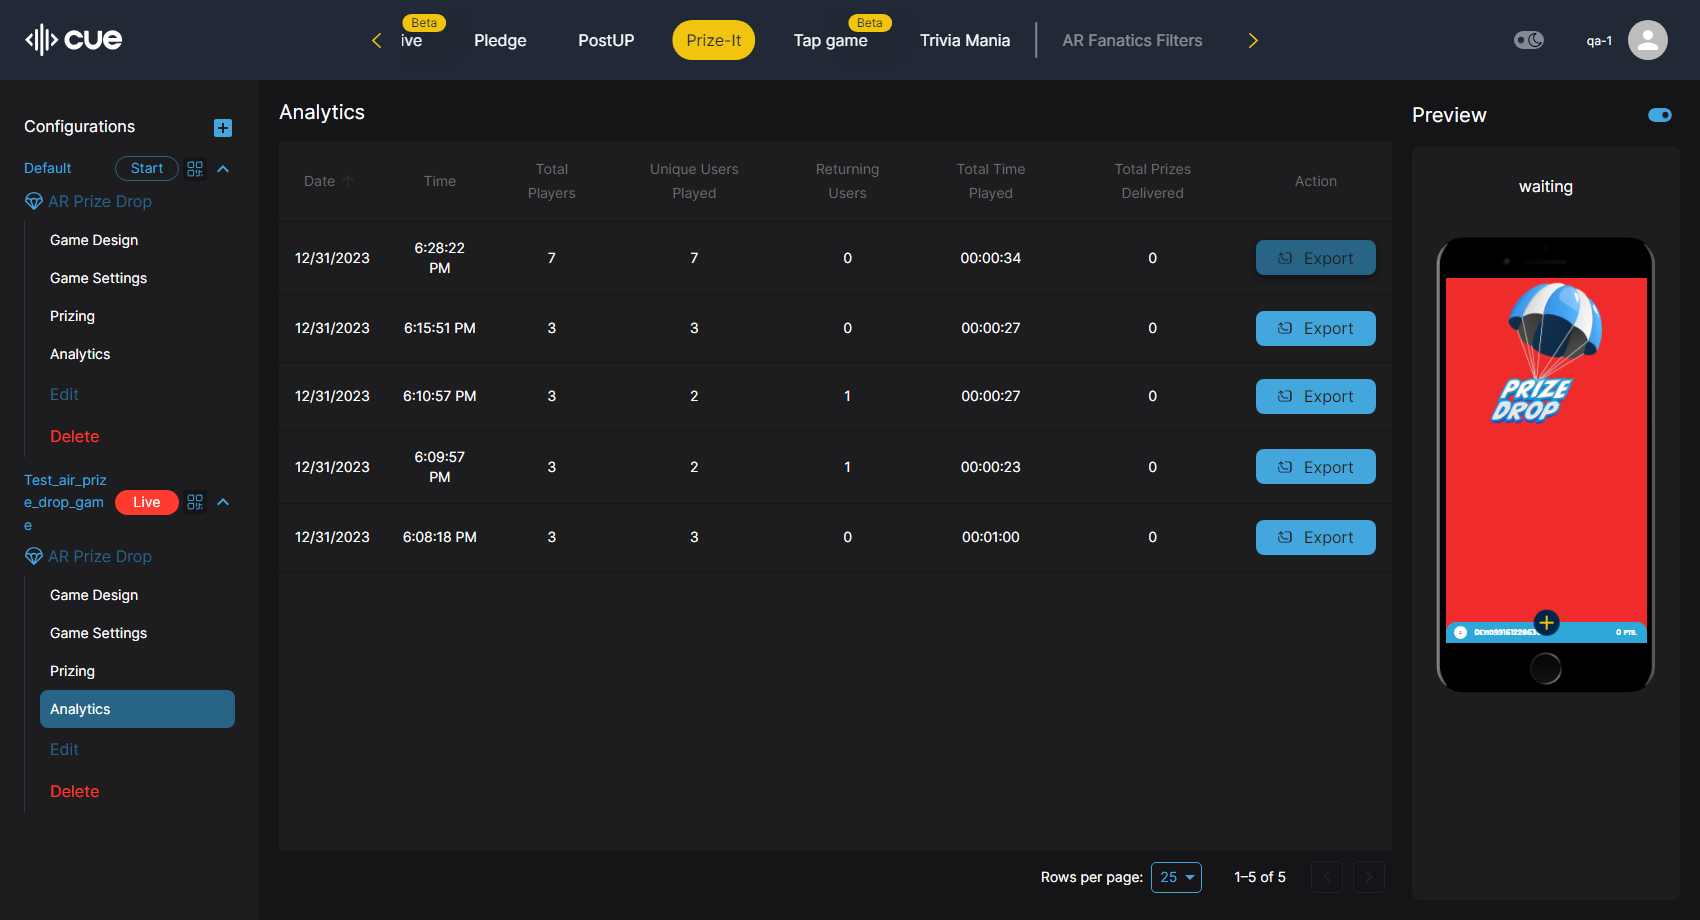 cue
Beta
ive
Pledge
PostUP
Prize-It
Beta
Tap game
Trivia Mania
AR Fanatics Filters
qa-1
Configurations
Default
Start
AR Prize Drop
Game Design
Game Settings
Prizing
Analytics
Edit
Delete
Test_air_priz
e_drop_gam
e
Live
AR Prize Drop
Game Design
Game Settings
Prizing
Analytics
Edit
Delete
Analytics
Date Time Total Players Unique Users Played Returning Users Total Time Played Total Prizes Delivered Action
12/31/2023 6:28:22 PM 7 7 0 00:00:34 0 Export
12/31/2023 6:15:51 PM 3 3 0 00:00:27 0 Export
12/31/2023 6:10:57 PM 3 2 1 00:00:27 0 Export
12/31/2023 6:09:57 PM 3 2 1 00:00:23 0 Export
12/31/2023 6:08:18 PM 3 3 0 00:01:00 0 Export
Rows per page: 25 1–5 of 5
Preview
waiting
PRIZE
DROP
0 PTS.